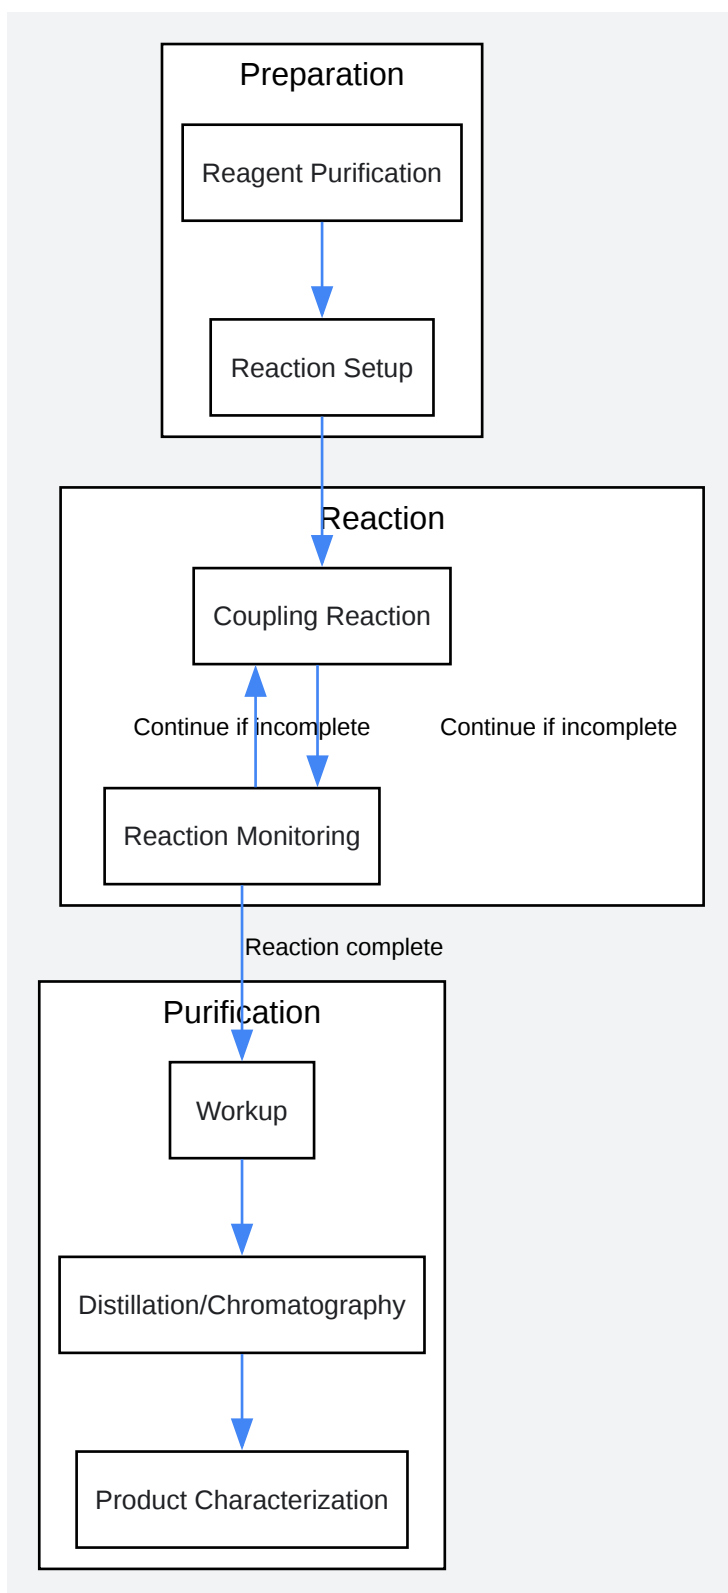 Preparation
Reagent Purification
Reaction Setup
Reaction
Coupling Reaction
Continue if incomplete
Continue if incomplete
Reaction Monitoring
Reaction complete
Purification
Workup
Distillation/Chromatography
Product Characterization